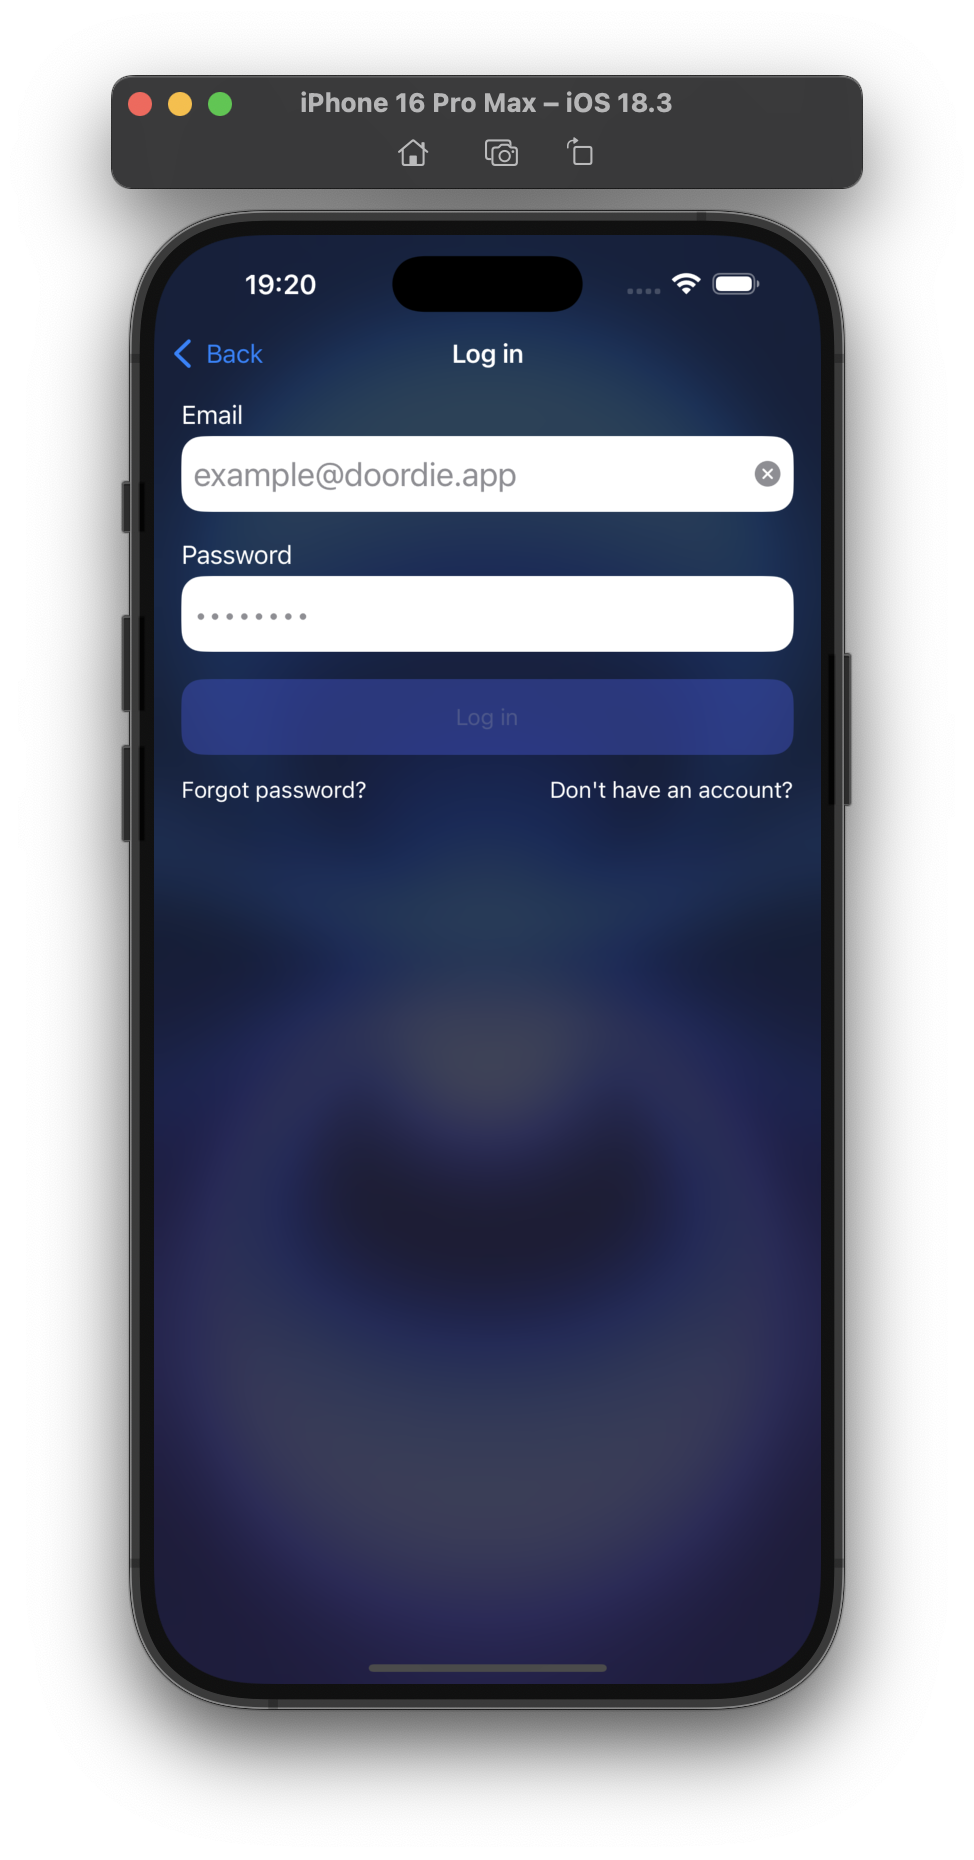 iPhone 16 Pro Max – iOS 18.3
19:20
Back
Log in
Email
example@doordie.app
Password
••••••••
Log in
Forgot password?
Don't have an account?